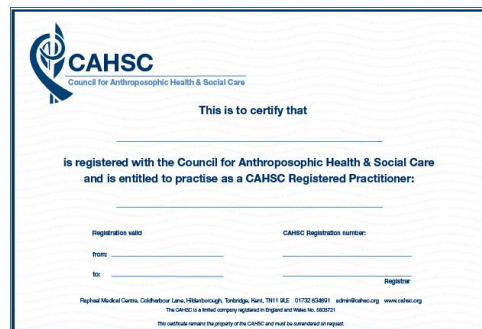 CAHSC
Council for Anthroposophic Health & Social Care
This is to certify that
is registered with the Council for Anthroposophic Health & Social Care
and is entitled to practise as a CAHSC Registered Practitioner:
Registration valid CAHSC Registration number:
from:
to:
Registrar
Raphael Medical Centre, Coldharbour Lane, Hildenborough, Tonbridge, Kent, TN11 9LE 01732 834691 admin@cahsc.org www.cahsc.org
The CAHSC is a limited company registered in England and Wales No. 6803721
This certificate remains the property of the CAHSC and must be surrendered on request.